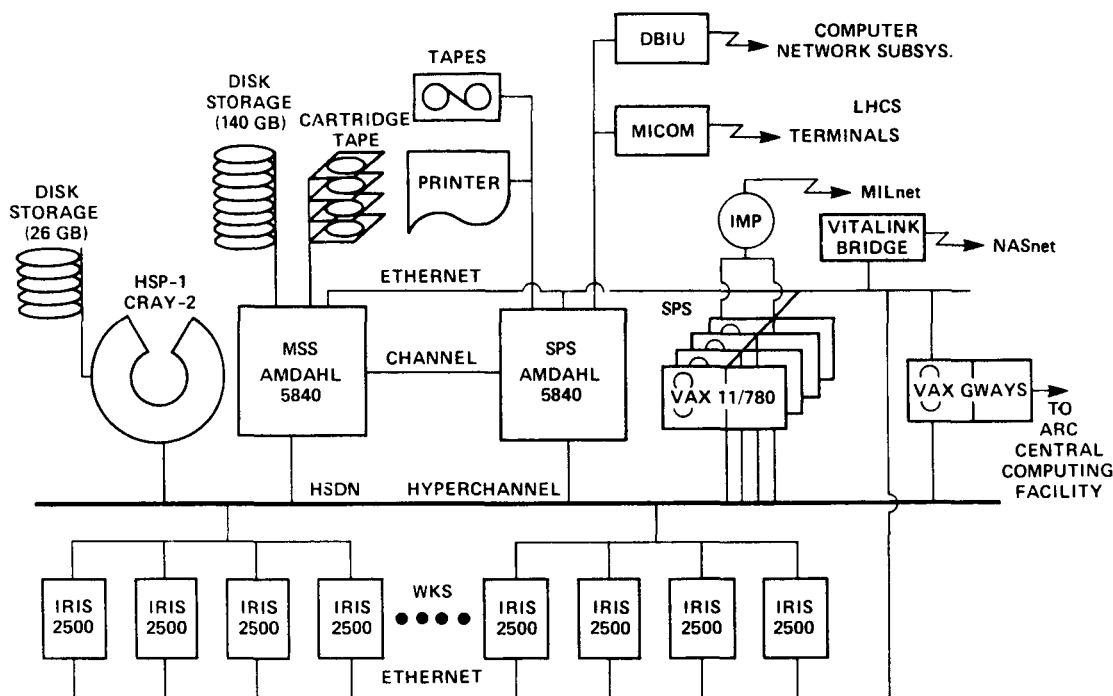 DBIU
COMPUTER
NETWORK SUBSYS.
TAPES
DISK
STORAGE
(140 GB)
CARTRIDGE
TAPE
LHCS
TERMINALS
MICOM
PRINTER
DISK
STORAGE
(26 GB)
IMP
MILnet
VITALINK
BRIDGE
NASnet
HSP-1
CRAY-2
ETHERNET
SPS
MSS
AMDAHL
5840
CHANNEL
SPS
AMDAHL
5840
VAX 11/780
VAX GWAYS
TO
ARC
CENTRAL
COMPUTING
FACILITY
HSDN
HYPERCHANNEL
IRIS
2500
IRIS
2500
IRIS
2500
IRIS
2500
WKS
IRIS
2500
IRIS
2500
IRIS
2500
IRIS
2500
ETHERNET